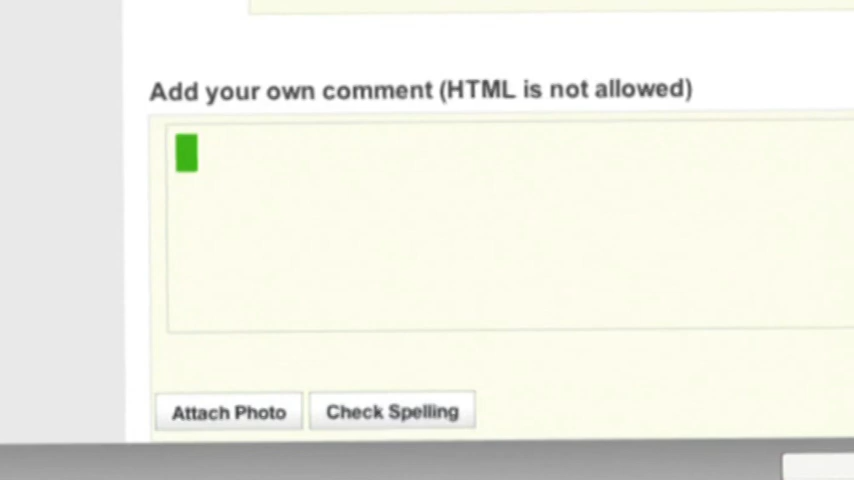 Add your own comment (HTML is not allowed)
Attach Photo
Check Spelling